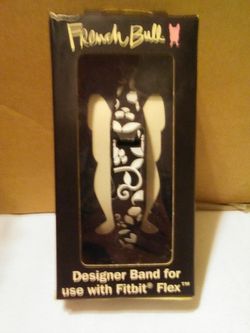 French Bull
Designer Band for
use with Fitbit® Flex™